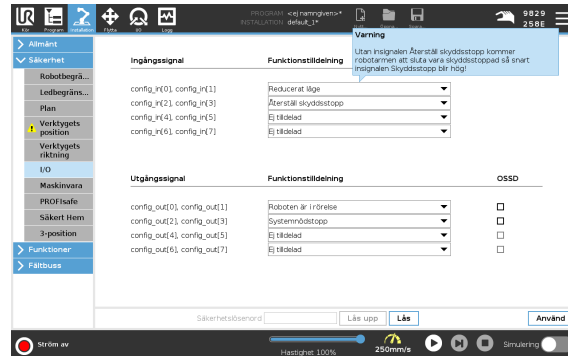 PROGRAM <ej namngiven>*
INSTALLATION default_1*
9829
258E
Kör
Program
Installation
Flytta
I/O
Logg
Varning
Utan insignalen Återställ skyddsstopp kommer
robotarmen att sluta vara skyddsstoppad så snart
insignalen Skyddsstopp blir hög!
Allmänt
Säkerhet
Robotbegrä...
Ledbegräns...
Plan
Verktygets
position
Verktygets
riktning
I/O
Maskinvara
PROFIsafe
Säkert Hem
3-position
Funktioner
Fältbuss
Ingångssignal Funktionstilldelning
config_in[0], config_in[1] Reducerat läge
config_in[2], config_in[3] Återställ skyddsstopp
config_in[4], config_in[5] Ej tilldelad
config_in[6], config_in[7] Ej tilldelad
Utgångssignal Funktionstilldelning OSSD
config_out[0], config_out[1] Roboten är i rörelse
config_out[2], config_out[3] Systemnödstopp
config_out[4], config_out[5] Ej tilldelad
config_out[6], config_out[7] Ej tilldelad
Säkerhetslösenord Lås upp Lås Använd
Ström av
Hastighet 100%
250mm/s
Simulering